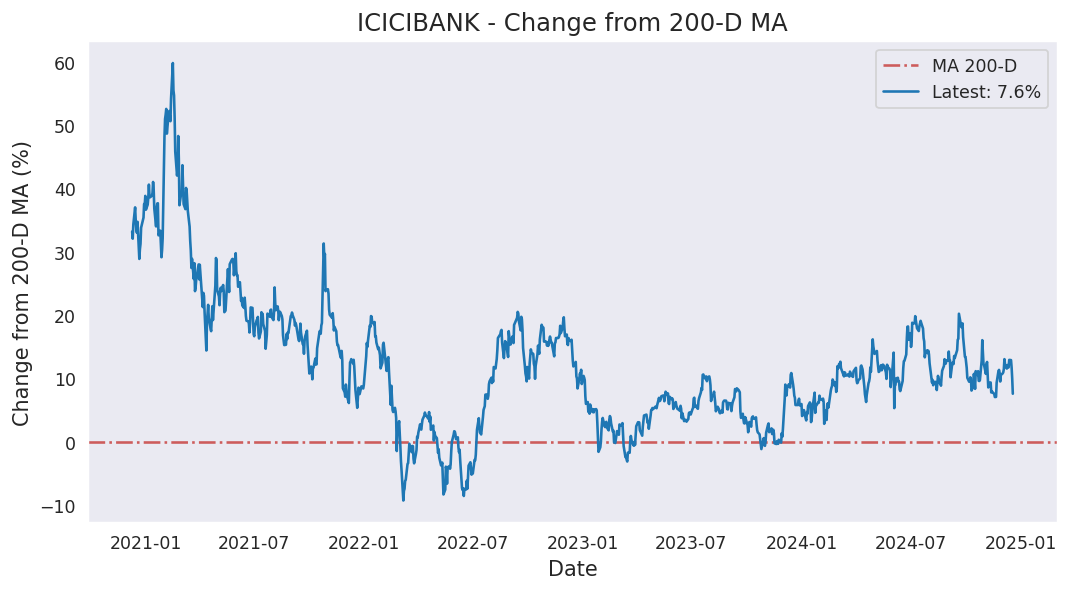 ICICIBANK - Change from 200-D MA
MA 200-D
Latest: 7.6%
Change from 200-D MA (%)
60
50
40
30
20
10
0
−10
2021-01 2021-07 2022-01 2022-07 2023-01 2023-07 2024-01 2024-07 2025-01
Date